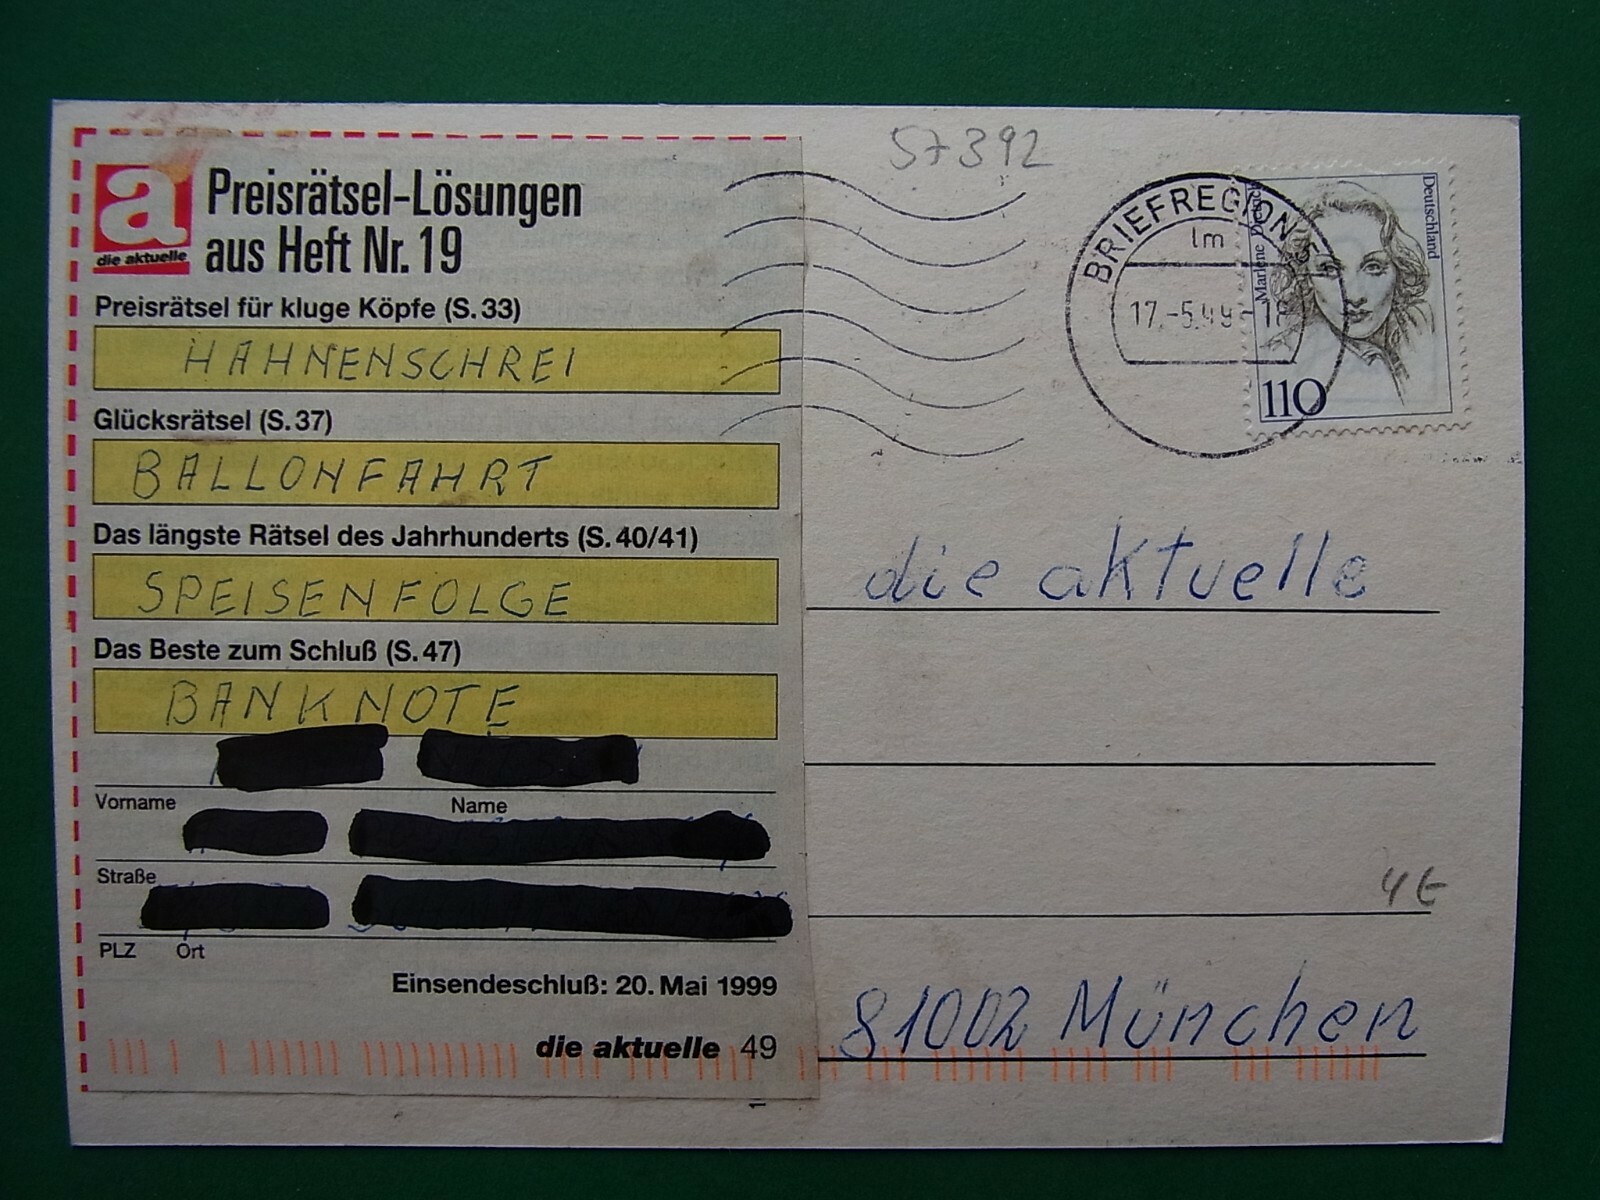 a
die aktuelle
Preisrätsel-Lösungen
aus Heft Nr. 19
Preisrätsel für kluge Köpfe (S. 33)
HAHNENSCHREI
Glücksrätsel (S. 37)
BALLONFAHRT
Das längste Rätsel des Jahrhunderts (S. 40/41)
SPEISENFOLGE
Das Beste zum Schluß (S. 47)
BANKNOTE
Vorname Name
Straße
PLZ Ort
Einsendeschluß: 20. Mai 1999
die aktuelle 49
57392
BRIEFREGION 5
lm
17.-5.99-18
Marlene Dietrich
Deutschland
110
die aktuelle
4 €
81002 München